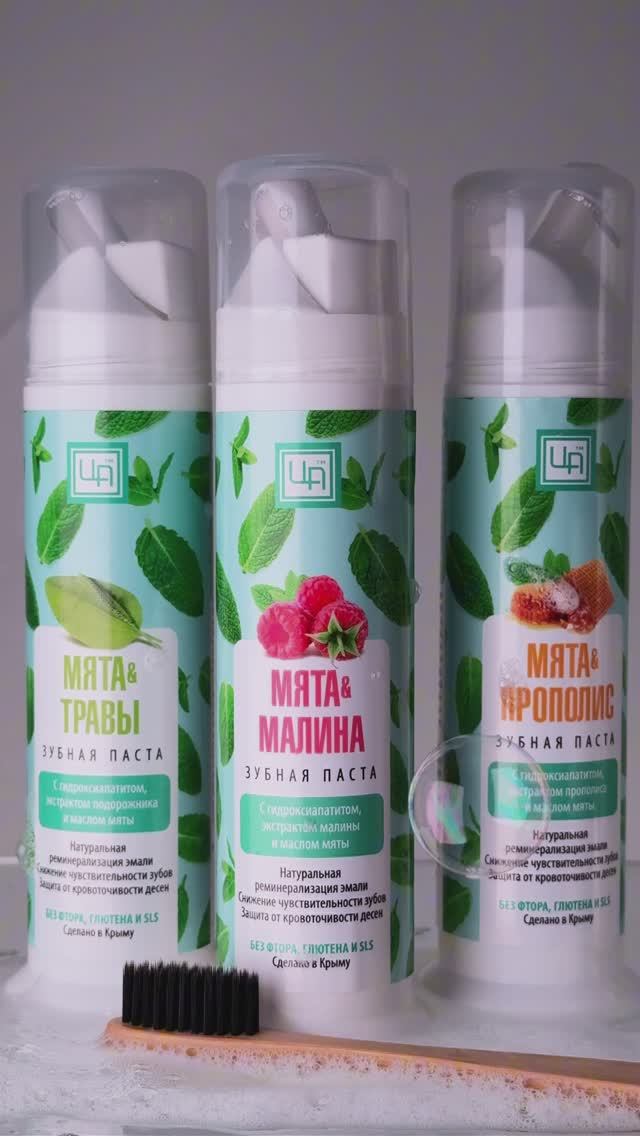 ЦА™
МЯТА&
ТРАВЫ
ЗУБНАЯ ПАСТА
С гидроксиапатитом,
экстрактом подорожника
и маслом мяты
Натуральная
реминерализация эмали
Снижение чувствительности зубов
Защита от кровоточивости десен
БЕЗ ФТОРА, ГЛЮТЕНА И SLS
Сделано в Крыму
ЦА™
МЯТА&
МАЛИНА
ЗУБНАЯ ПАСТА
С гидроксиапатитом,
экстрактом малины
и маслом мяты
Натуральная
реминерализация эмали
Снижение чувствительности зубов
Защита от кровоточивости десен
БЕЗ ФТОРА, ГЛЮТЕНА И SLS
Сделано в Крыму
ЦА™
МЯТА&
ПРОПОЛИС
ЗУБНАЯ ПАСТА
С гидроксиапатитом,
экстрактом прополиса
и маслом мяты
Натуральная
реминерализация эмали
Снижение чувствительности зубов
Защита от кровоточивости десен
БЕЗ ФТОРА, ГЛЮТЕНА И SLS
Сделано в Крыму